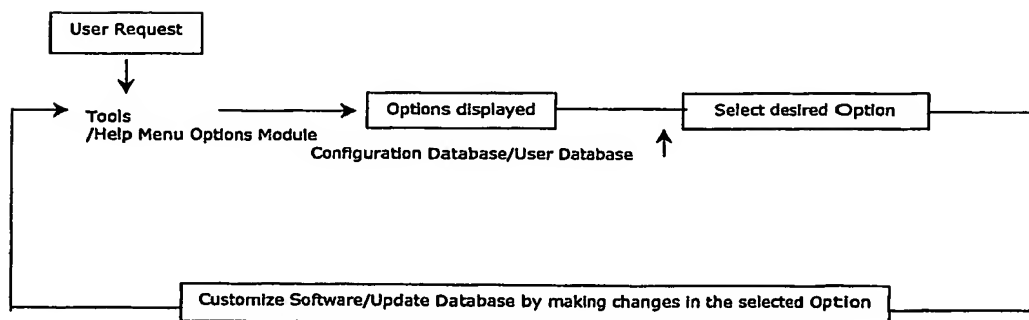 User Request
Tools
/Help Menu Options Module
Options displayed
Select desired Option
Configuration Database/User Database
Customize Software/Update Database by making changes in the selected Option